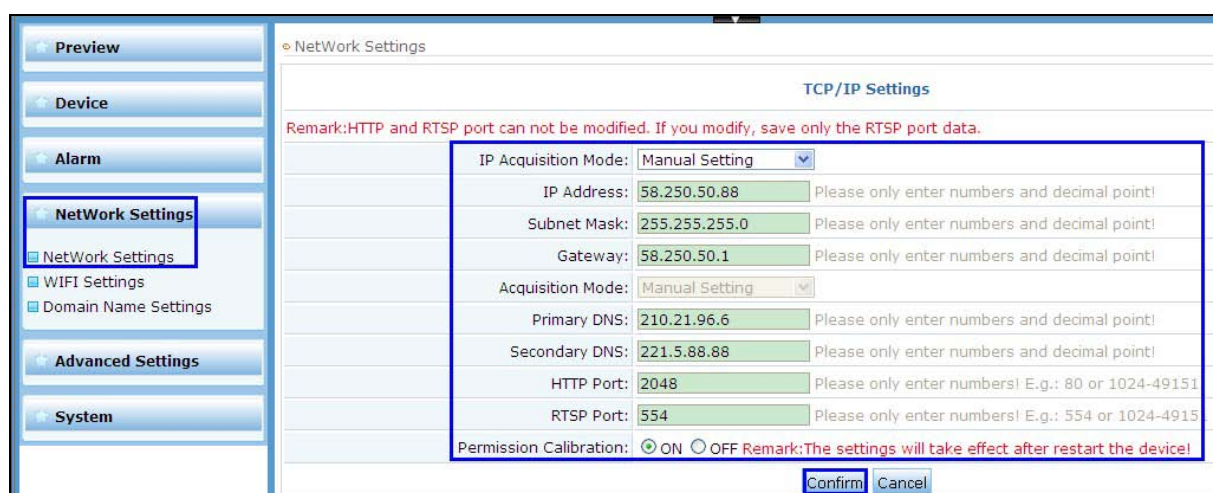 Preview
Device
Alarm
NetWork Settings
NetWork Settings
WIFI Settings
Domain Name Settings
Advanced Settings
System
NetWork Settings
TCP/IP Settings
Remark:HTTP and RTSP port can not be modified. If you modify, save only the RTSP port data.
IP Acquisition Mode: Manual Setting
IP Address: 58.250.50.88 Please only enter numbers and decimal point!
Subnet Mask: 255.255.255.0 Please only enter numbers and decimal point!
Gateway: 58.250.50.1 Please only enter numbers and decimal point!
Acquisition Mode: Manual Setting
Primary DNS: 210.21.96.6 Please only enter numbers and decimal point!
Secondary DNS: 221.5.88.88 Please only enter numbers and decimal point!
HTTP Port: 2048 Please only enter numbers! E.g.: 80 or 1024-49151
RTSP Port: 554 Please only enter numbers! E.g.: 554 or 1024-4915
Permission Calibration: ON OFF Remark:The settings will take effect after restart the device!
Confirm Cancel